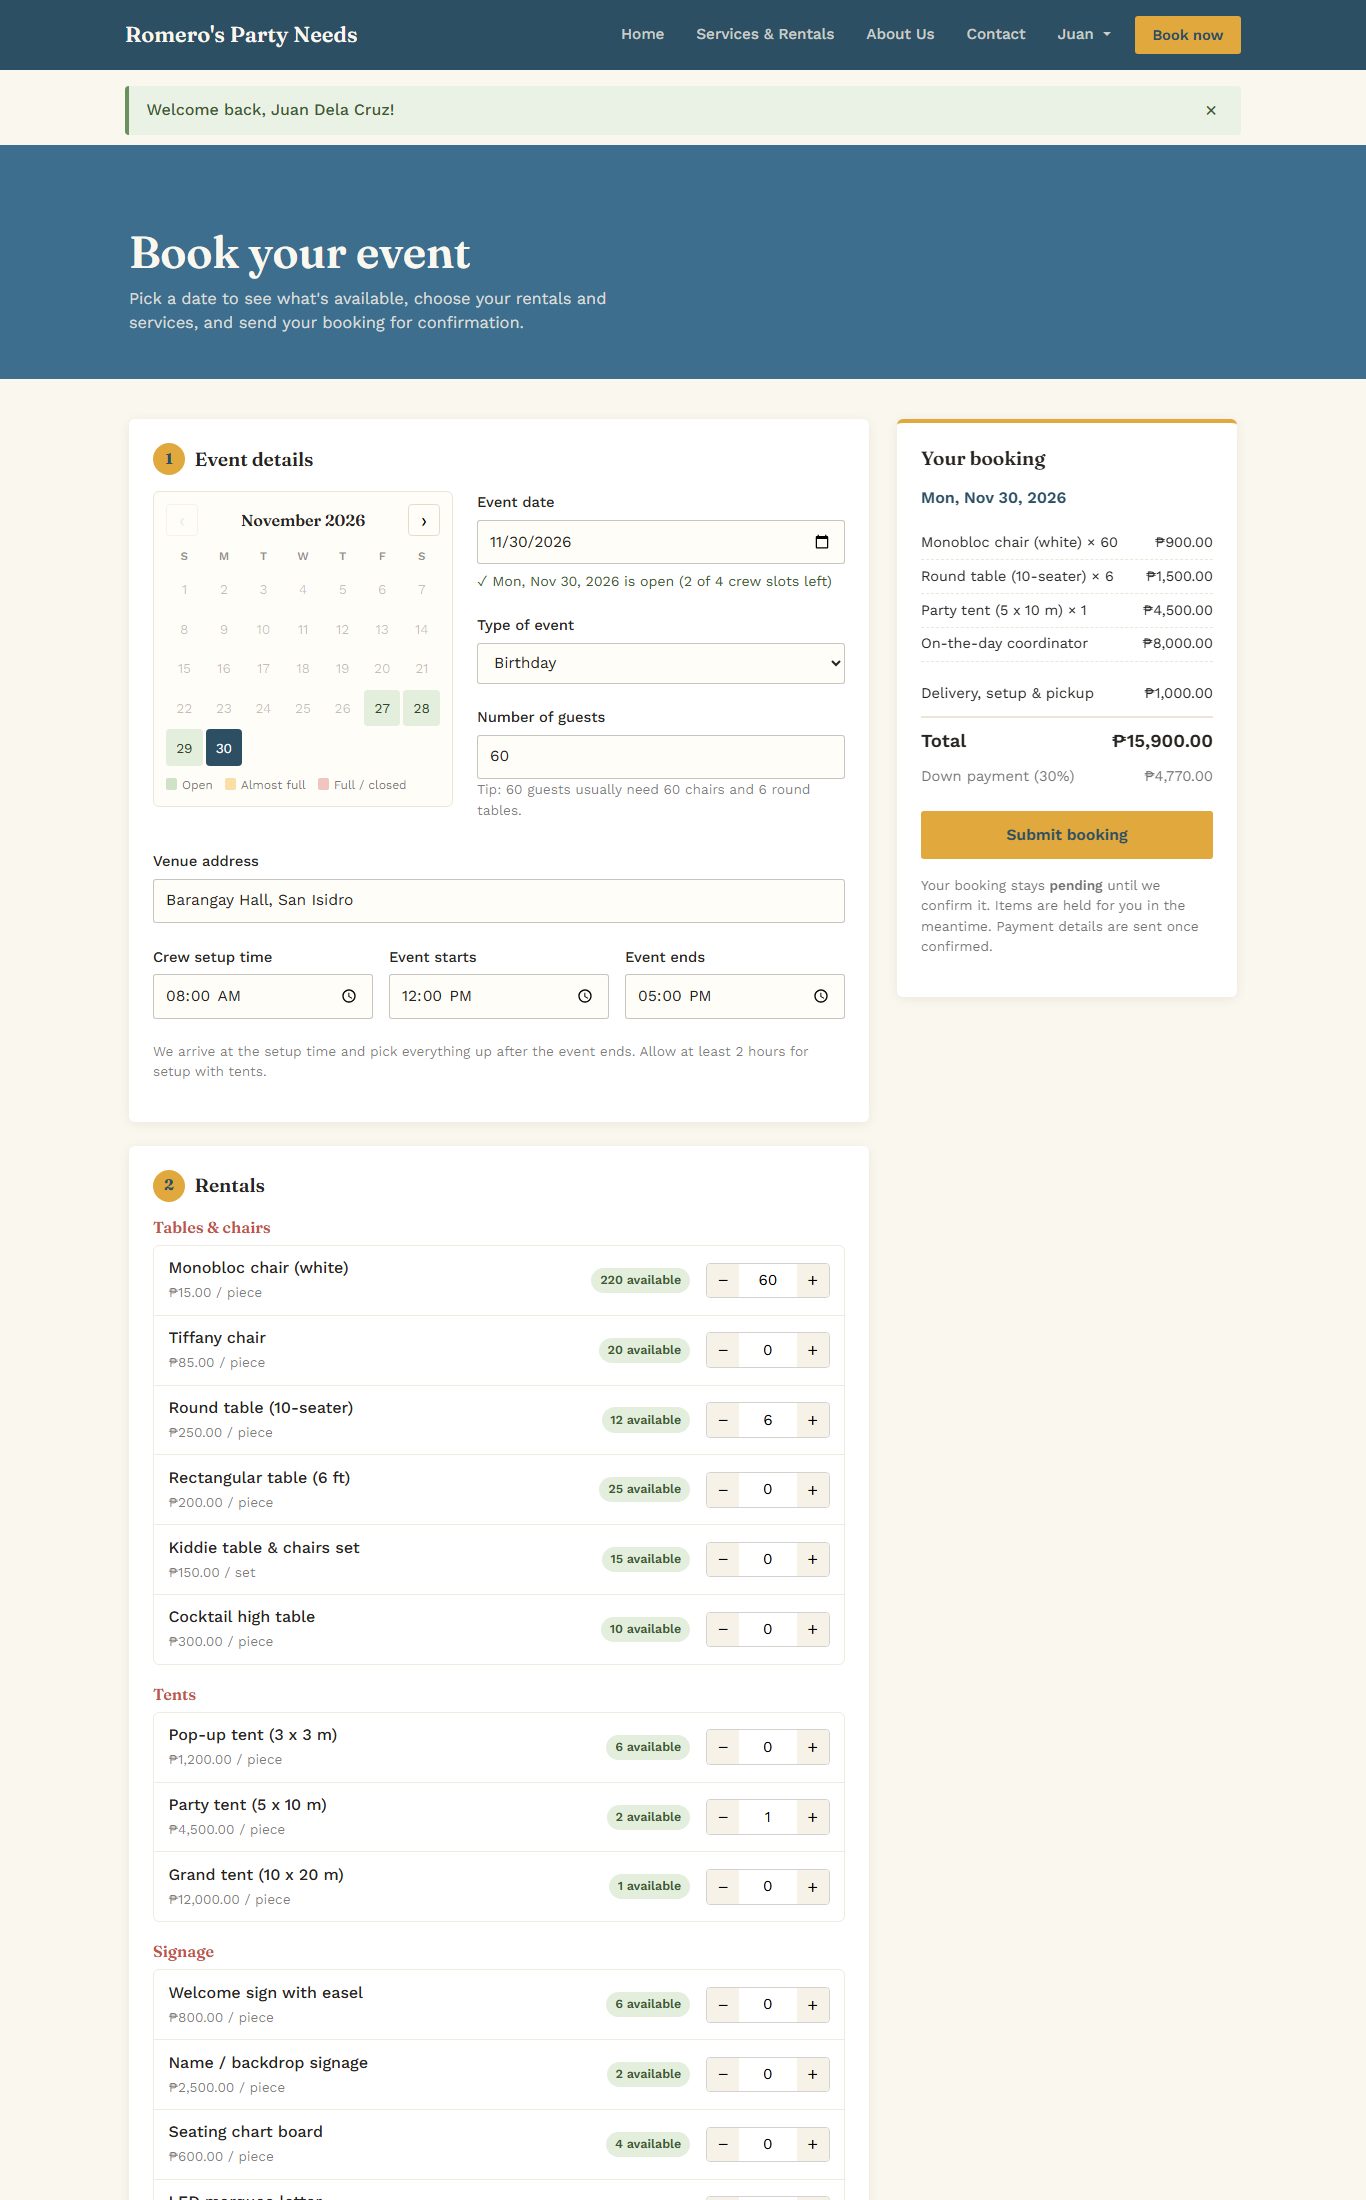 Romero's Party Needs
Home Services & Rentals About Us Contact Juan Book now
Welcome back, Juan Dela Cruz! ×
Book your event
Pick a date to see what's available, choose your rentals and
services, and send your booking for confirmation.
1 Event details
‹ November 2026 ›
S M T W T F S
1 2 3 4 5 6 7
8 9 10 11 12 13 14
15 16 17 18 19 20 21
22 23 24 25 26 27 28
29 30
Open Almost full Full / closed
Event date
11/30/2026
✓ Mon, Nov 30, 2026 is open (2 of 4 crew slots left)
Type of event
Birthday
Number of guests
60
Tip: 60 guests usually need 60 chairs and 6 round
tables.
Venue address
Barangay Hall, San Isidro
Crew setup time Event starts Event ends
08:00 AM 12:00 PM 05:00 PM
We arrive at the setup time and pick everything up after the event ends. Allow at least 2 hours for
setup with tents.
Your booking
Mon, Nov 30, 2026
Monobloc chair (white) × 60 ₱900.00
Round table (10-seater) × 6 ₱1,500.00
Party tent (5 x 10 m) × 1 ₱4,500.00
On-the-day coordinator ₱8,000.00
Delivery, setup & pickup ₱1,000.00
Total ₱15,900.00
Down payment (30%) ₱4,770.00
Submit booking
Your booking stays pending until we
confirm it. Items are held for you in the
meantime. Payment details are sent once
confirmed.
2 Rentals
Tables & chairs
Monobloc chair (white)
₱15.00 / piece
220 available − 60 +
Tiffany chair
₱85.00 / piece
20 available − 0 +
Round table (10-seater)
₱250.00 / piece
12 available − 6 +
Rectangular table (6 ft)
₱200.00 / piece
25 available − 0 +
Kiddie table & chairs set
₱150.00 / set
15 available − 0 +
Cocktail high table
₱300.00 / piece
10 available − 0 +
Tents
Pop-up tent (3 x 3 m)
₱1,200.00 / piece
6 available − 0 +
Party tent (5 x 10 m)
₱4,500.00 / piece
2 available − 1 +
Grand tent (10 x 20 m)
₱12,000.00 / piece
1 available − 0 +
Signage
Welcome sign with easel
₱800.00 / piece
6 available − 0 +
Name / backdrop signage
₱2,500.00 / piece
2 available − 0 +
Seating chart board
₱600.00 / piece
4 available − 0 +